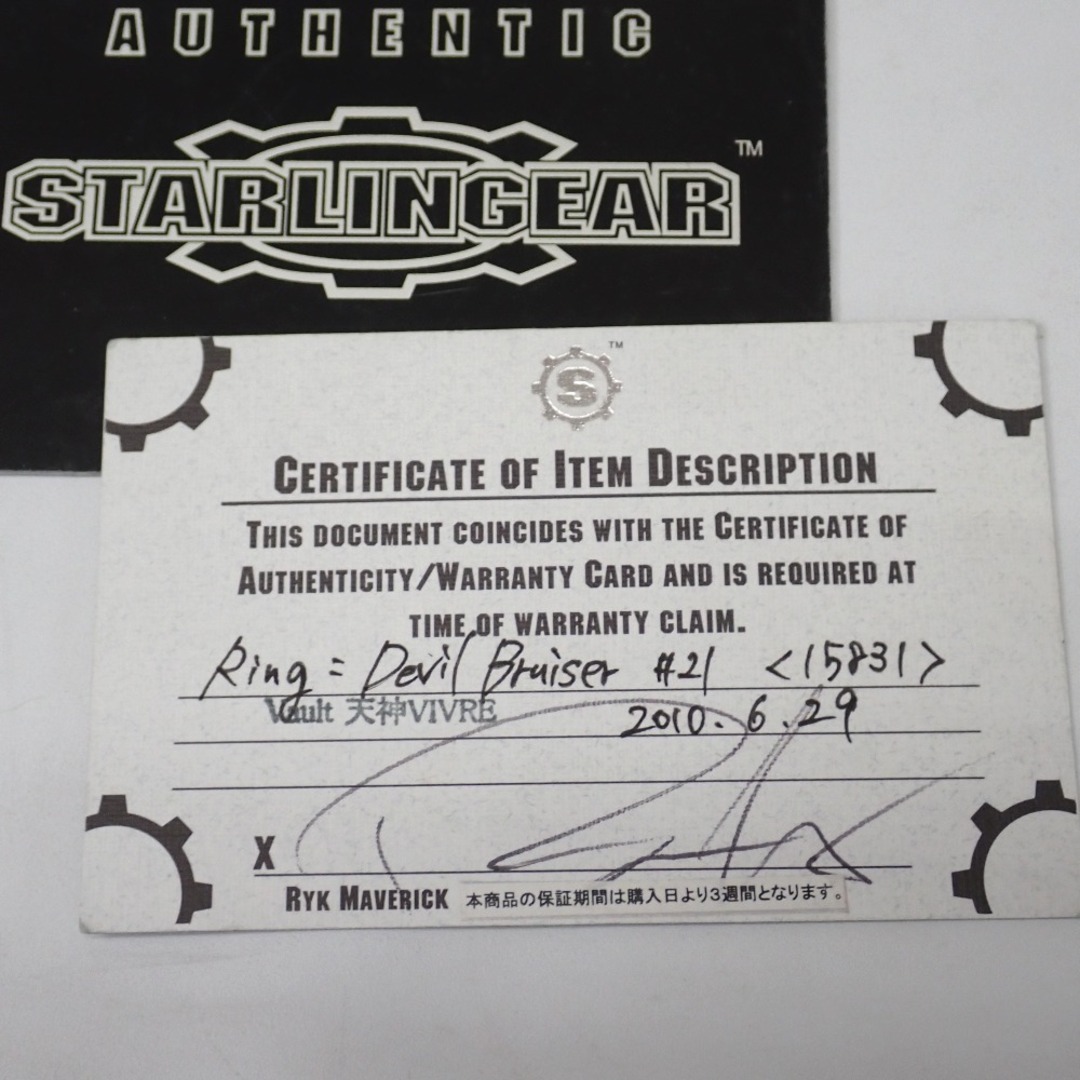 AUTHENTIC
STARLINGEAR™
S™
CERTIFICATE OF ITEM DESCRIPTION
THIS DOCUMENT COINCIDES WITH THE CERTIFICATE OF
AUTHENTICITY/WARRANTY CARD AND IS REQUIRED AT
TIME OF WARRANTY CLAIM.
Ring = Devil Bruiser #21 <15831>
Vault 天神VIVRE 2010. 6. 29
X
RYK MAVERICK 本商品の保証期間は購入日より3週間となります。